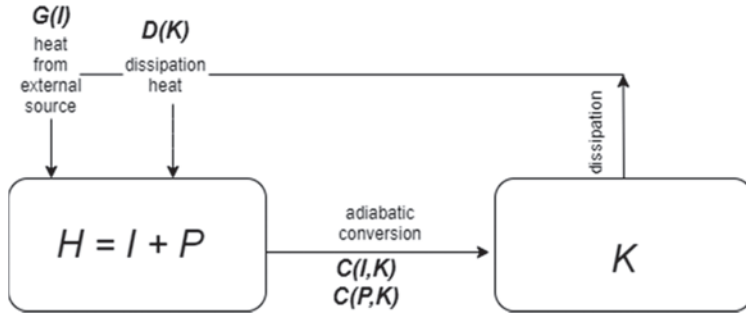 G(I)
heat
from
external
source
D(K)
dissipation
heat
dissipation
H = I + P
adiabatic
conversion
C(I,K)
C(P,K)
K